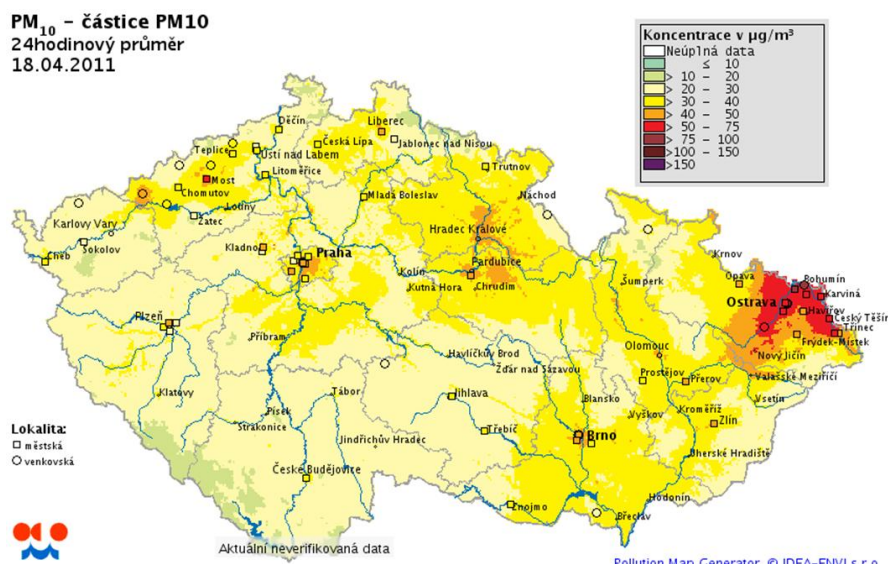 PM10 - částice PM10
24hodinový průměr
18.04.2011
Koncentrace v µg/m³
Neúplná data
≤ 10
> 10 - 20
> 20 - 30
> 30 - 40
> 40 - 50
> 50 - 75
> 75 - 100
>100 - 150
>150
Děčín
Liberec
Teplice
Ústí nad Labem
Česká Lípa
Jablonec nad Nisou
Most
Litoměřice
Trutnov
Chomutov
Mladá Boleslav
Náchod
Louny
Karlovy Vary
Žatec
Hradec Králové
Sokolov
Kladno
Praha
Cheb
Krnov
Pardubice
Opava
Bohumín
Kolín
Šumperk
Karviná
Kutná Hora
Chrudim
Ostrava
Havířov
Plzeň
Český Těšín
Třinec
Příbram
Frýdek-Místek
Olomouc
Havlíčkův Brod
Nový Jičín
Žďár nad Sázavou
Prostějov
Přerov
Valašské Meziříčí
Klatovy
Tábor
Jihlava
Blansko
Vsetín
Písek
Vyškov
Kroměříž
Strakonice
Zlín
Lokalita:
městská
venkovská
Třebíč
Brno
Jindřichův Hradec
Uherské Hradiště
České Budějovice
Hodonín
Znojmo
Břeclav
Aktuální neverifikovaná data
Pollution Map Generator, © IDEA-ENVI s.r.o.